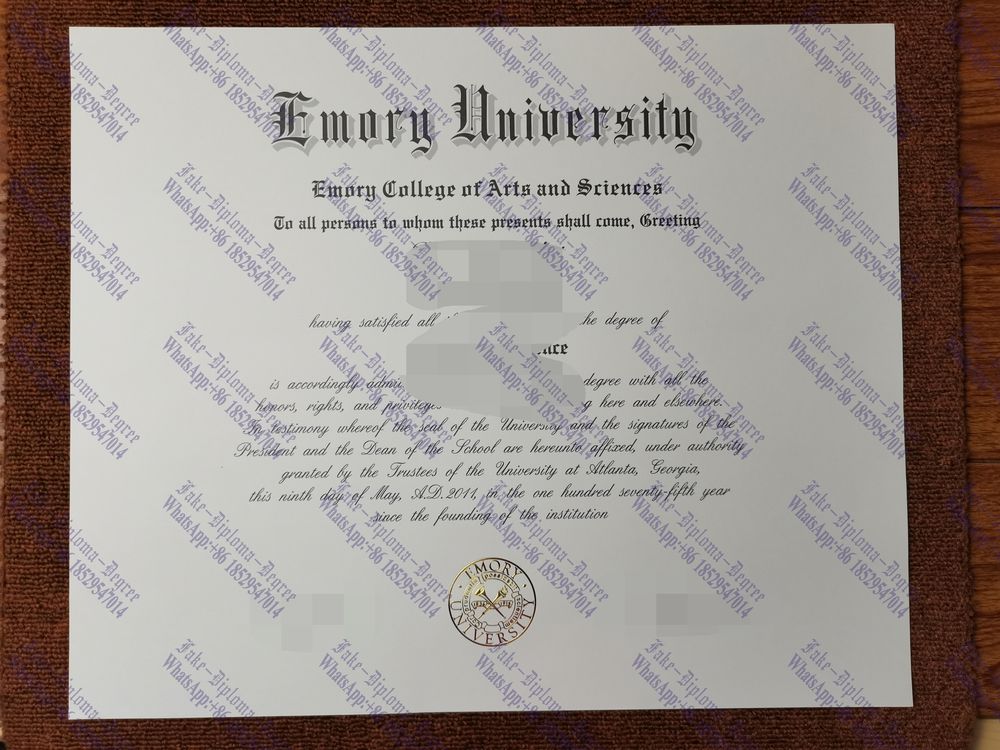 Emory University
Emory College of Arts and Sciences
To all persons to whom these presents shall come, Greeting
having satisfied all he degree of
is accordingly degree with all the
honors, rights, and privileges here and elsewhere.
In testimony whereof the seal of the University and the signatures of the
President and the Dean of the School are hereunto affixed, under authority
granted by the Trustees of the University at Atlanta, Georgia,
this ninth day of May, A.D. 2011, in the one hundred seventy-fifth year
since the founding of the institution
EMORY UNIVERSITY
Fake-Diploma-Degree
WhatsApp:+86 18529547014